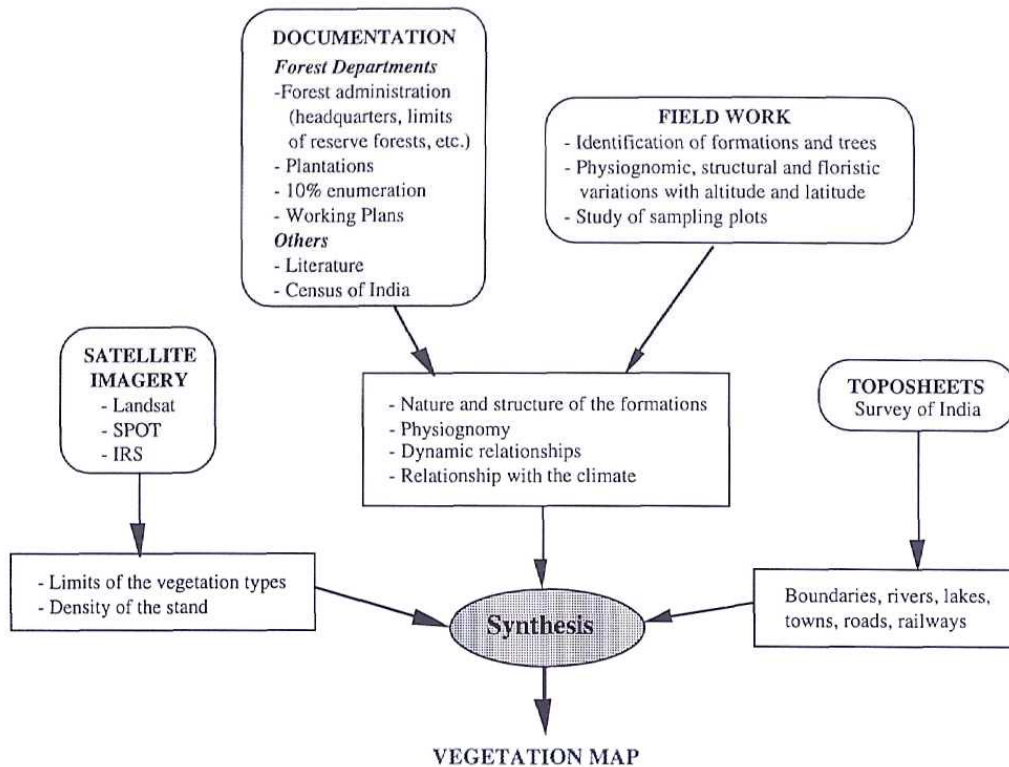 DOCUMENTATION
Forest Departments
-Forest administration
(headquarters, limits
of reserve forests, etc.)
- Plantations
- 10% enumeration
- Working Plans
Others
- Literature
- Census of India
FIELD WORK
- Identification of formations and trees
- Physiognomic, structural and floristic
variations with altitude and latitude
- Study of sampling plots
SATELLITE
IMAGERY
- Landsat
- SPOT
- IRS
- Nature and structure of the formations
- Physiognomy
- Dynamic relationships
- Relationship with the climate
TOPOSHEETS
Survey of India
- Limits of the vegetation types
- Density of the stand
Synthesis
Boundaries, rivers, lakes,
towns, roads, railways
VEGETATION MAP